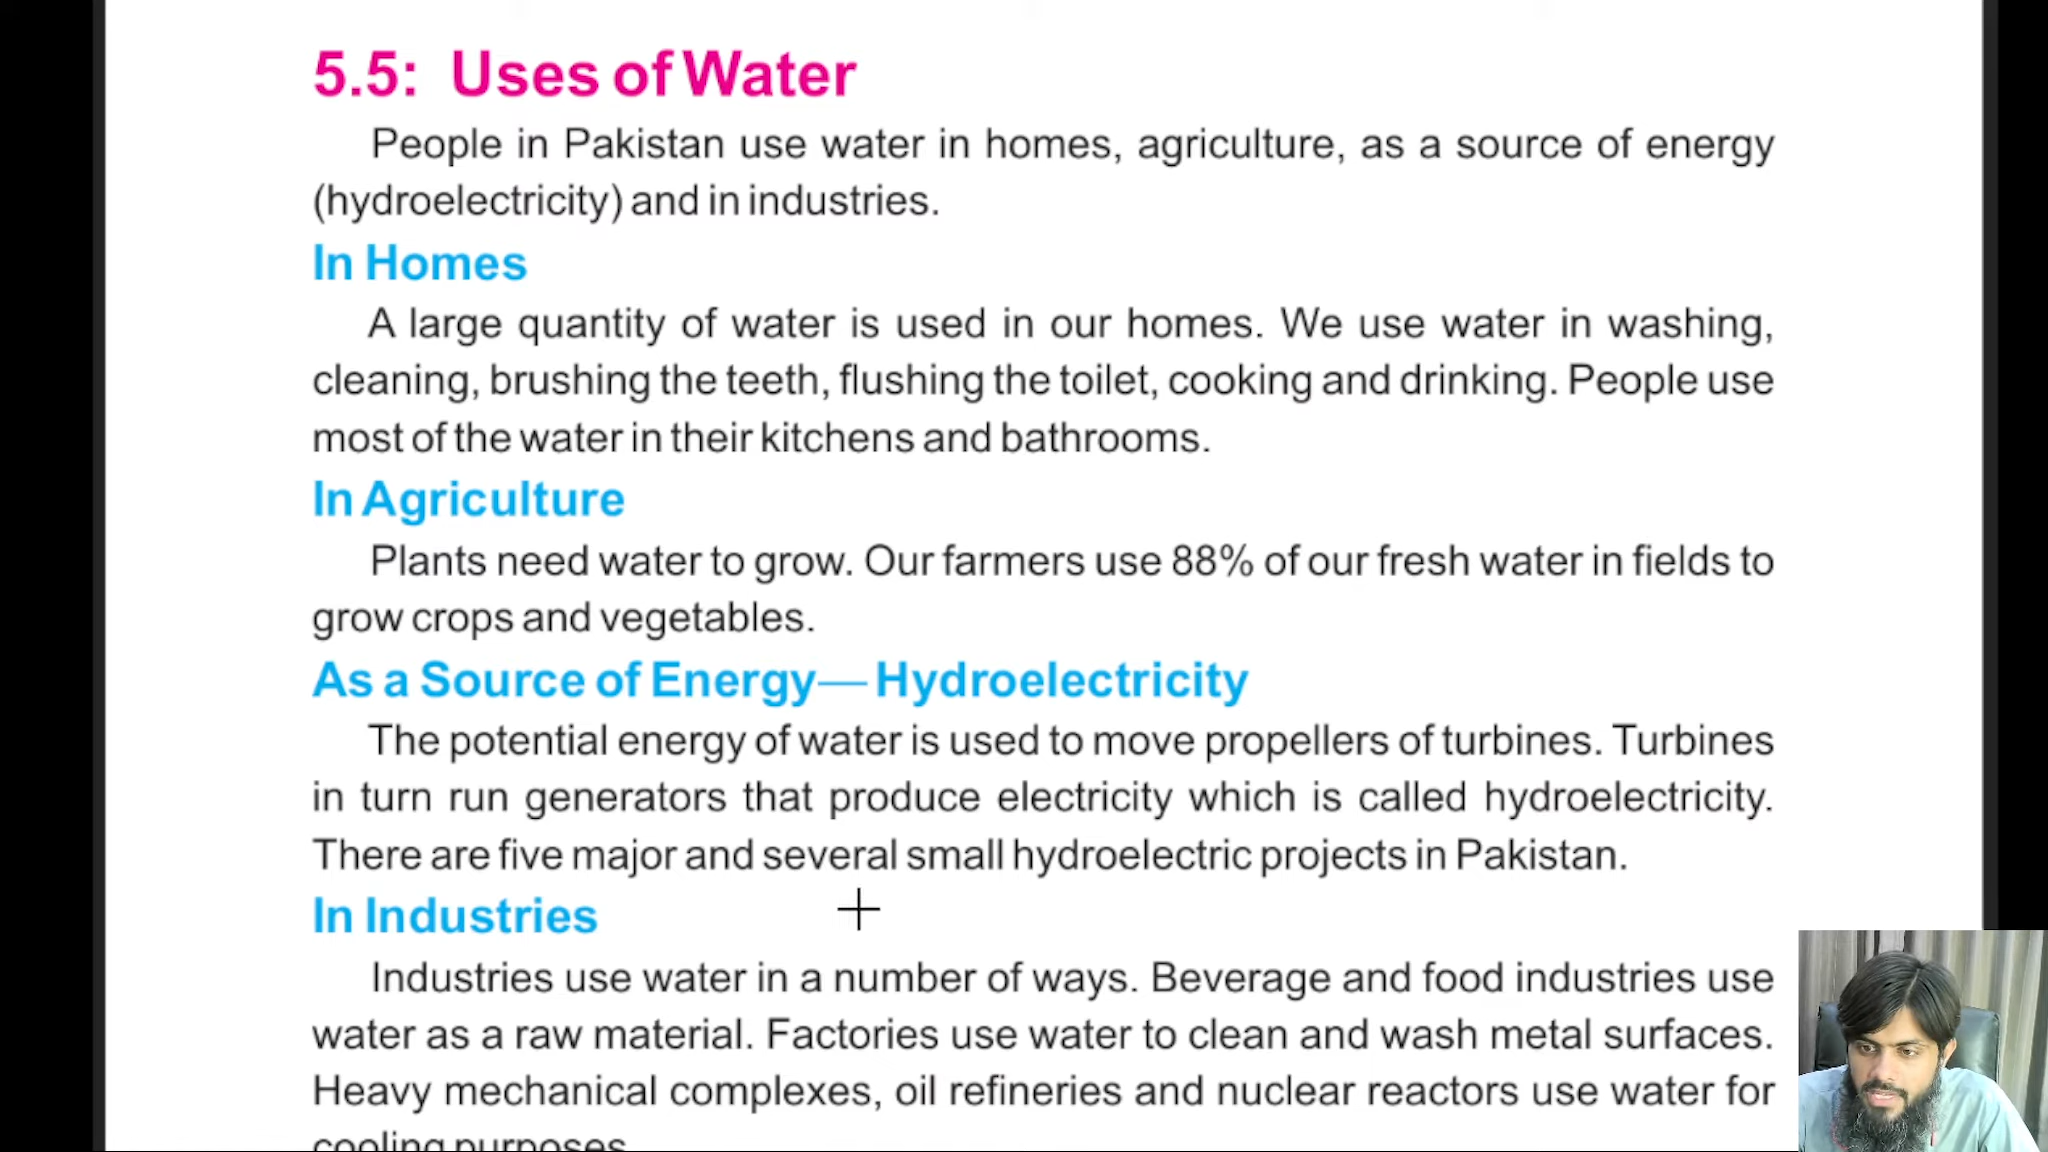 5.5: Uses of Water
People in Pakistan use water in homes, agriculture, as a source of energy
(hydroelectricity) and in industries.
In Homes
A large quantity of water is used in our homes. We use water in washing,
cleaning, brushing the teeth, flushing the toilet, cooking and drinking. People use
most of the water in their kitchens and bathrooms.
In Agriculture
Plants need water to grow. Our farmers use 88% of our fresh water in fields to
grow crops and vegetables.
As a Source of Energy—Hydroelectricity
The potential energy of water is used to move propellers of turbines. Turbines
in turn run generators that produce electricity which is called hydroelectricity.
There are five major and several small hydroelectric projects in Pakistan.
In Industries
Industries use water in a number of ways. Beverage and food industries use
water as a raw material. Factories use water to clean and wash metal surfaces.
Heavy mechanical complexes, oil refineries and nuclear reactors use water for
cooling purposes.